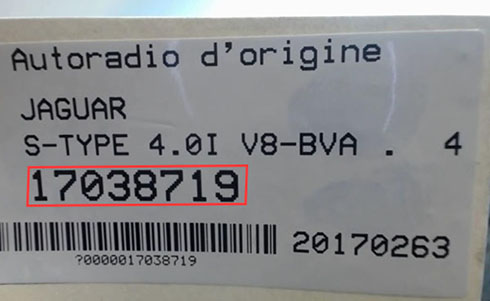 Autoradio d'origine
JAGUAR
S-TYPE 4.0I V8-BVA . 4
17038719
20170263
?0000017038719